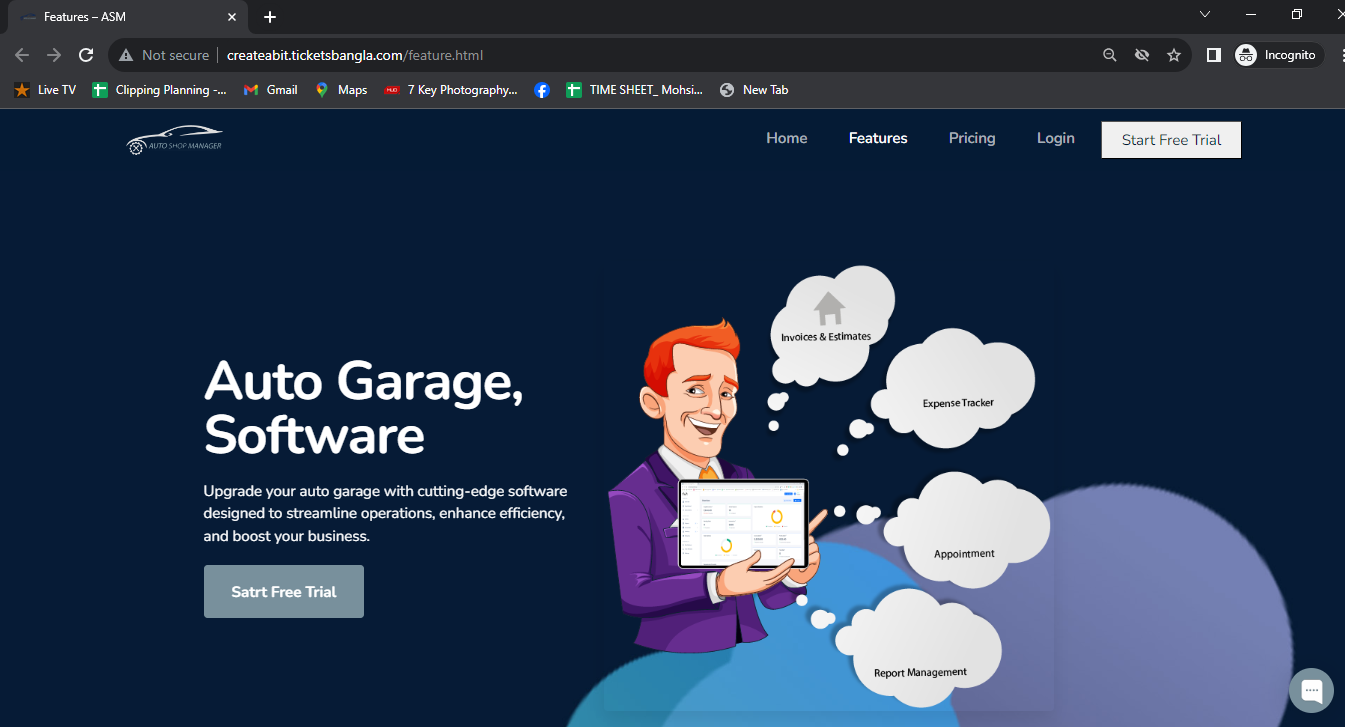 Features – ASM
Not secure
createabit.ticketsbangla.com/feature.html
Incognito
Live TV
Clipping Planning -...
Gmail
Maps
7 Key Photography...
TIME SHEET_ Mohsi...
New Tab
AUTO SHOP MANAGER
Home
Features
Pricing
Login
Start Free Trial
Invoices & Estimates
Expense Tracker
Auto Garage,
Software
Upgrade your auto garage with cutting-edge software
designed to streamline operations, enhance efficiency,
and boost your business.
Appointment
Satrt Free Trial
Report Management